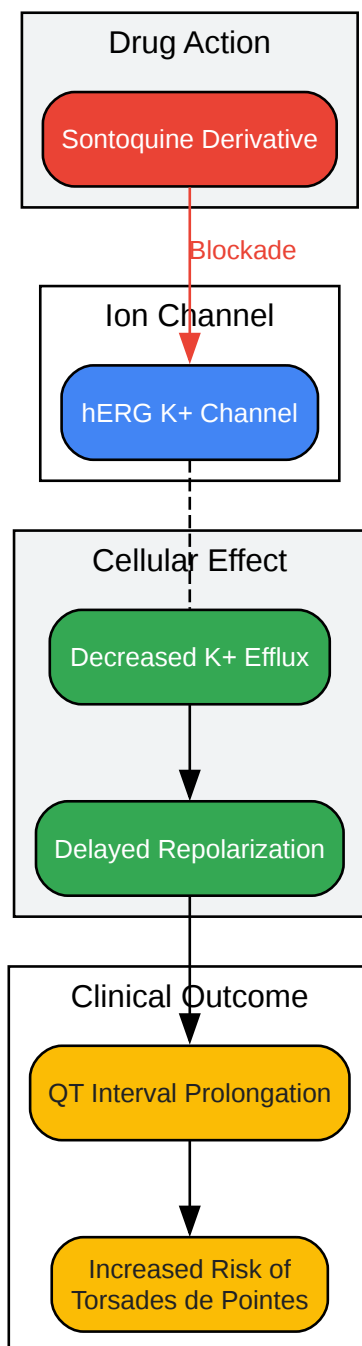 Drug Action
Sontoquine Derivative
Blockade
Ion Channel
hERG K+ Channel
Cellular Effect
Decreased K+ Efflux
Delayed Repolarization
Clinical Outcome
QT Interval Prolongation
Increased Risk of
Torsades de Pointes